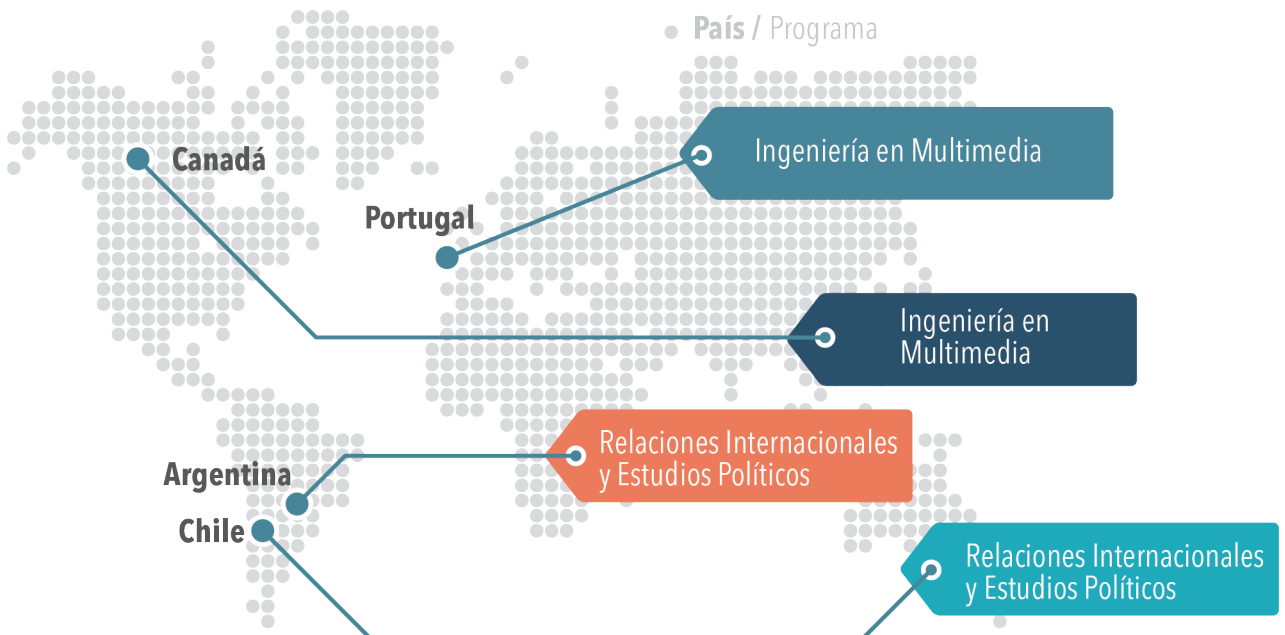 País / Programa
Ingeniería en Multimedia
Canadá
Portugal
Ingeniería en
Multimedia
Relaciones Internacionales
y Estudios Políticos
Argentina
Chile
Relaciones Internacionales
y Estudios Políticos